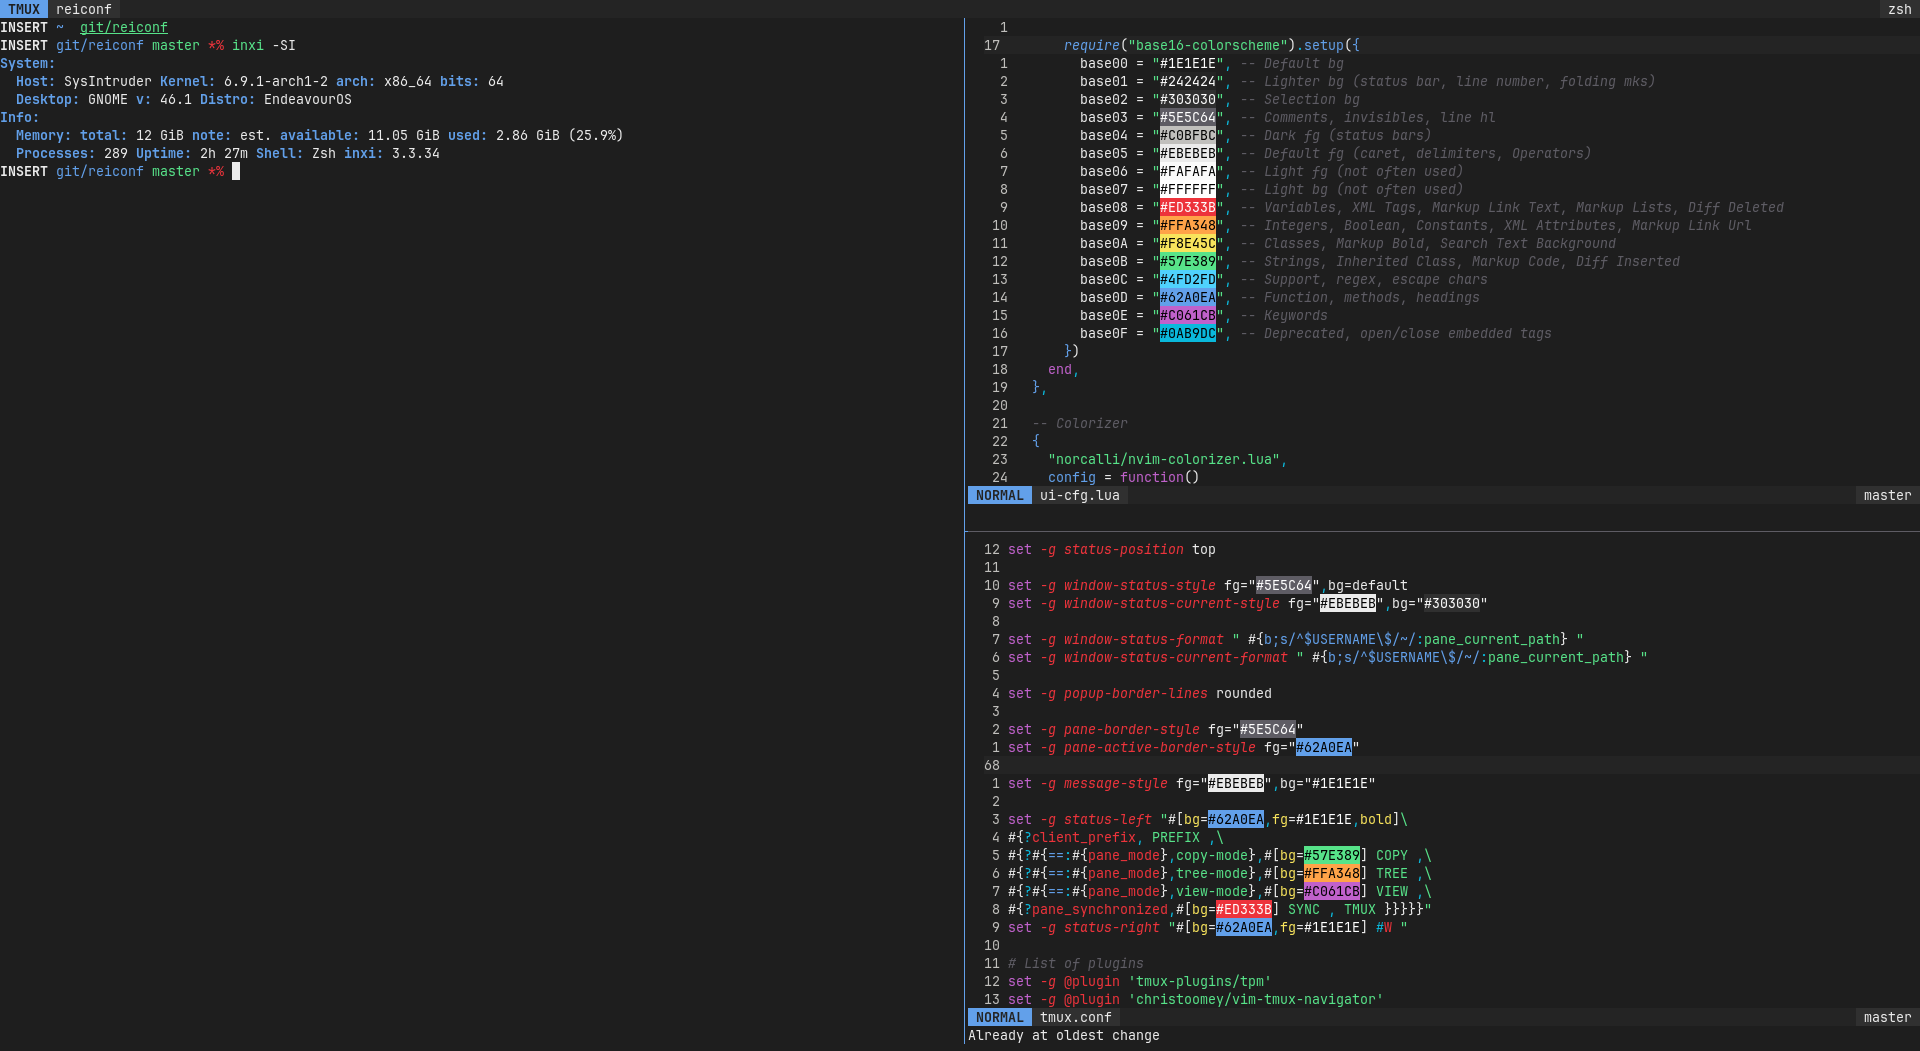 TMUX reiconf zsh
INSERT ~ git/reiconf
INSERT git/reiconf master *% inxi -SI
System:
Host: SysIntruder Kernel: 6.9.1-arch1-2 arch: x86_64 bits: 64
Desktop: GNOME v: 46.1 Distro: EndeavourOS
Info:
Memory: total: 12 GiB note: est. available: 11.05 GiB used: 2.86 GiB (25.9%)
Processes: 289 Uptime: 2h 27m Shell: Zsh inxi: 3.3.34
INSERT git/reiconf master *%
1
17 require("base16-colorscheme").setup({
1 base00 = "#1E1E1E", -- Default bg
2 base01 = "#242424", -- Lighter bg (status bar, line number, folding mks)
3 base02 = "#303030", -- Selection bg
4 base03 = "#5E5C64", -- Comments, invisibles, line hl
5 base04 = "#C0BFBC", -- Dark fg (status bars)
6 base05 = "#EBEBEB", -- Default fg (caret, delimiters, Operators)
7 base06 = "#FAFAFA", -- Light fg (not often used)
8 base07 = "#FFFFFF", -- Light bg (not often used)
9 base08 = "#ED333B", -- Variables, XML Tags, Markup Link Text, Markup Lists, Diff Deleted
10 base09 = "#FFA348", -- Integers, Boolean, Constants, XML Attributes, Markup Link Url
11 base0A = "#F8E45C", -- Classes, Markup Bold, Search Text Background
12 base0B = "#57E389", -- Strings, Inherited Class, Markup Code, Diff Inserted
13 base0C = "#4FD2FD", -- Support, regex, escape chars
14 base0D = "#62A0EA", -- Function, methods, headings
15 base0E = "#C061CB", -- Keywords
16 base0F = "#0AB9DC", -- Deprecated, open/close embedded tags
17 })
18 end,
19 },
20
21 -- Colorizer
22 {
23 "norcalli/nvim-colorizer.lua",
24 config = function()
NORMAL ui-cfg.lua master
12 set -g status-position top
11
10 set -g window-status-style fg="#5E5C64",bg=default
9 set -g window-status-current-style fg="#EBEBEB",bg="#303030"
8
7 set -g window-status-format " #{b;s/^$USERNAME\$/~/:pane_current_path} "
6 set -g window-status-current-format " #{b;s/^$USERNAME\$/~/:pane_current_path} "
5
4 set -g popup-border-lines rounded
3
2 set -g pane-border-style fg="#5E5C64"
1 set -g pane-active-border-style fg="#62A0EA"
68
1 set -g message-style fg="#EBEBEB",bg="#1E1E1E"
2
3 set -g status-left "#[bg=#62A0EA,fg=#1E1E1E,bold]\
4 #{?client_prefix, PREFIX ,\
5 #{?#{==:#{pane_mode},copy-mode},#[bg=#57E389] COPY ,\
6 #{?#{==:#{pane_mode},tree-mode},#[bg=#FFA348] TREE ,\
7 #{?#{==:#{pane_mode},view-mode},#[bg=#C061CB] VIEW ,\
8 #{?pane_synchronized,#[bg=#ED333B] SYNC , TMUX }}}}}"
9 set -g status-right "#[bg=#62A0EA,fg=#1E1E1E] #W "
10
11 # List of plugins
12 set -g @plugin 'tmux-plugins/tpm'
13 set -g @plugin 'christoomey/vim-tmux-navigator'
NORMAL tmux.conf master
Already at oldest change